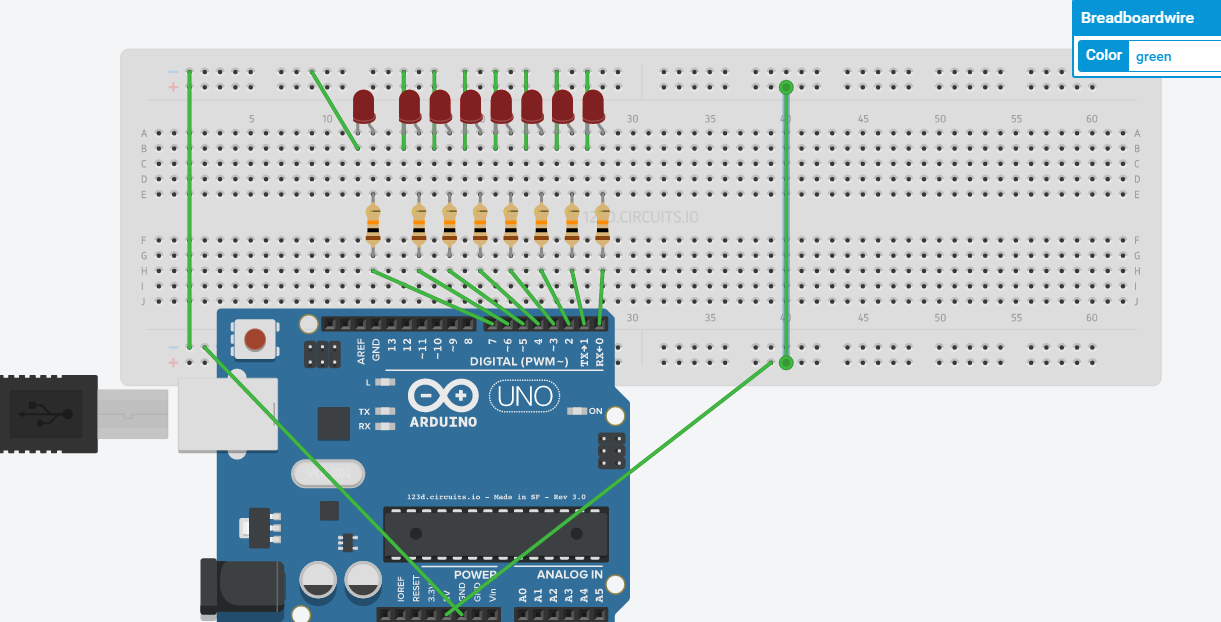 Breadboardwire
Color green
− −
+ +
5 10 30 35 40 45 50 55 60
A A
B B
C C
D D
E E
123D.CIRCUITS.IO
F F
G G
H H
I I
J J
30 35 40 45 50 55 60
AREF GND 13 12 ~11 ~10 ~9 8 7 ~6 ~5 4 ~3 2 TX→1 RX←0
DIGITAL (PWM~)
− −
+ +
L
TX
RX
UNO
ON
ARDUINO
123d.circuits.io - Made in SF - Rev 3.0
POWER ANALOG IN
IOREF RESET 3.3V 5V GND GND Vin A0 A1 A2 A3 A4 A5